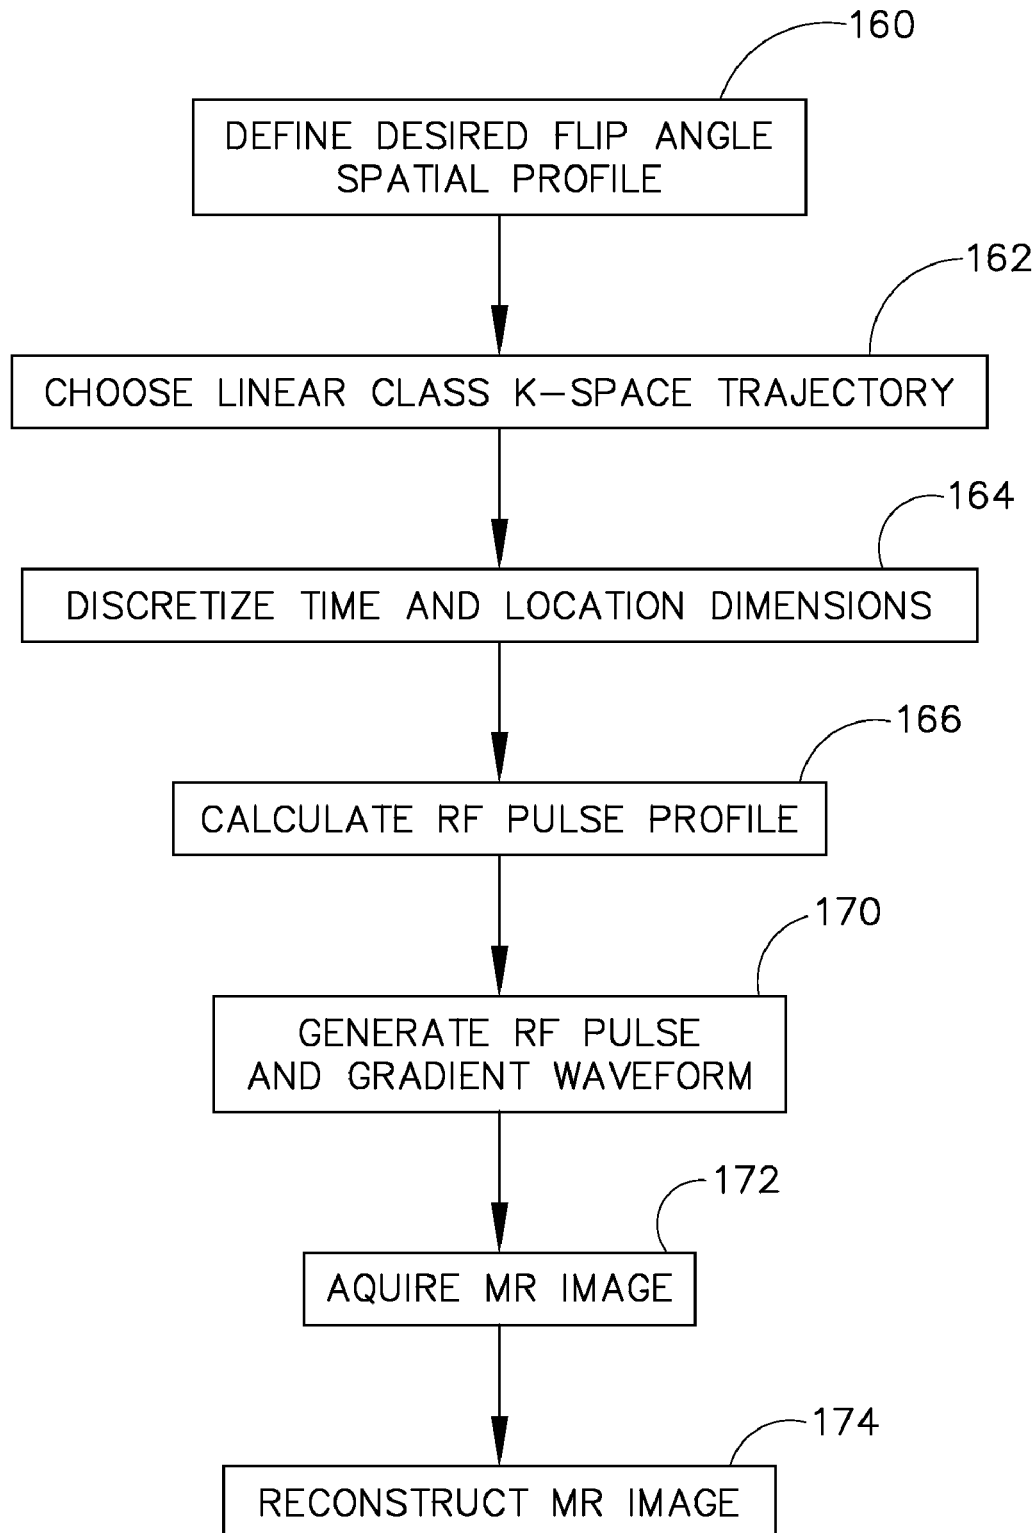 160
DEFINE DESIRED FLIP ANGLE
SPATIAL PROFILE
162
CHOOSE LINEAR CLASS K-SPACE TRAJECTORY
164
DISCRETIZE TIME AND LOCATION DIMENSIONS
166
CALCULATE RF PULSE PROFILE
170
GENERATE RF PULSE
AND GRADIENT WAVEFORM
172
AQUIRE MR IMAGE
174
RECONSTRUCT MR IMAGE